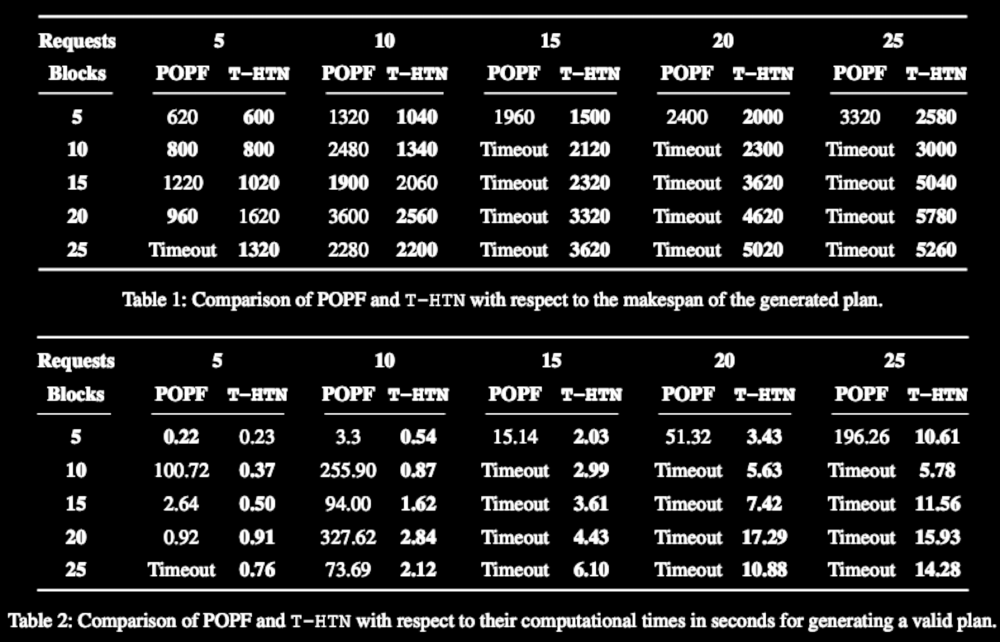 Requests 5 10 15 20 25
Blocks POPF T-HTN POPF T-HTN POPF T-HTN POPF T-HTN POPF T-HTN
5 620 600 1320 1040 1960 1500 2400 2000 3320 2580
10 800 800 2480 1340 Timeout 2120 Timeout 2300 Timeout 3000
15 1220 1020 1900 2060 Timeout 2320 Timeout 3620 Timeout 5040
20 960 1620 3600 2560 Timeout 3320 Timeout 4620 Timeout 5780
25 Timeout 1320 2280 2200 Timeout 3620 Timeout 5020 Timeout 5260
Table 1: Comparison of POPF and T-HTN with respect to the makespan of the generated plan.
Requests 5 10 15 20 25
Blocks POPF T-HTN POPF T-HTN POPF T-HTN POPF T-HTN POPF T-HTN
5 0.22 0.23 3.3 0.54 15.14 2.03 51.32 3.43 196.26 10.61
10 100.72 0.37 255.90 0.87 Timeout 2.99 Timeout 5.63 Timeout 5.78
15 2.64 0.50 94.00 1.62 Timeout 3.61 Timeout 7.42 Timeout 11.56
20 0.92 0.91 327.62 2.84 Timeout 4.43 Timeout 17.29 Timeout 15.93
25 Timeout 0.76 73.69 2.12 Timeout 6.10 Timeout 10.88 Timeout 14.28
Table 2: Comparison of POPF and T-HTN with respect to their computational times in seconds for generating a valid plan.